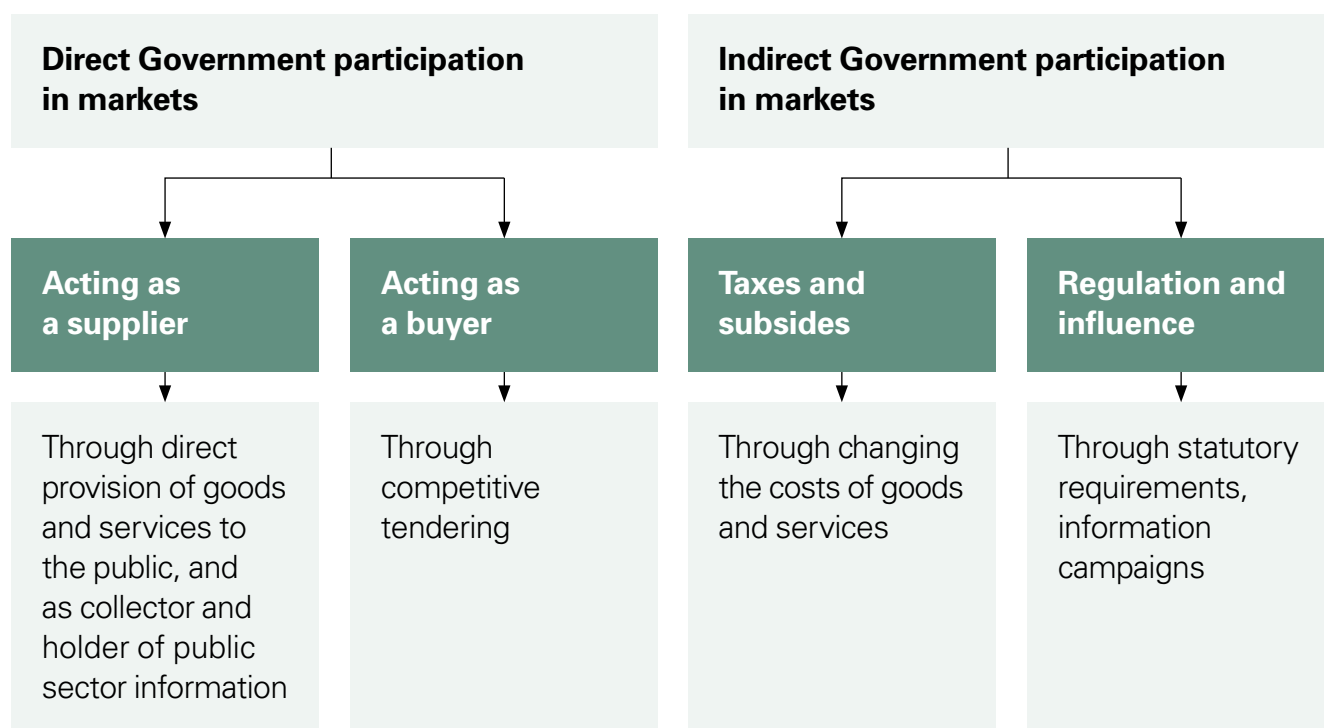 Direct Government participation
in markets
Indirect Government participation
in markets
Acting as
a supplier
Acting as
a buyer
Taxes and
subsides
Regulation and
influence
Through direct
provision of goods
and services to
the public, and
as collector and
holder of public
sector information
Through
competitive
tendering
Through changing
the costs of goods
and services
Through statutory
requirements,
information
campaigns